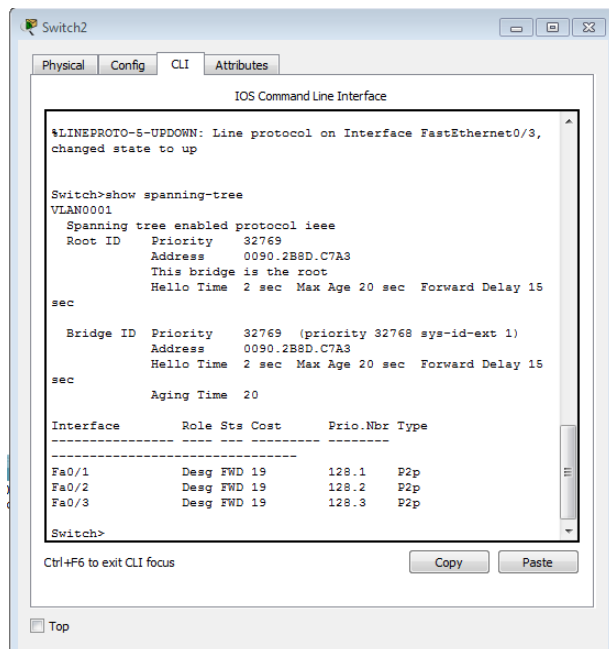 Switch2
Physical Config CLI Attributes
IOS Command Line Interface
%LINEPROTO-5-UPDOWN: Line protocol on Interface FastEthernet0/3,
changed state to up
Switch>show spanning-tree
VLAN0001
  Spanning tree enabled protocol ieee
  Root ID    Priority    32769
             Address     0090.2B8D.C7A3
             This bridge is the root
             Hello Time  2 sec  Max Age 20 sec  Forward Delay 15
sec
  Bridge ID  Priority    32769  (priority 32768 sys-id-ext 1)
             Address     0090.2B8D.C7A3
             Hello Time  2 sec  Max Age 20 sec  Forward Delay 15
sec
             Aging Time  20
Interface        Role Sts Cost      Prio.Nbr Type
---------------- ---- --- --------- --------
--------------------------------
Fa0/1            Desg FWD 19        128.1    P2p
Fa0/2            Desg FWD 19        128.2    P2p
Fa0/3            Desg FWD 19        128.3    P2p
Switch>
Ctrl+F6 to exit CLI focus Copy Paste
Top